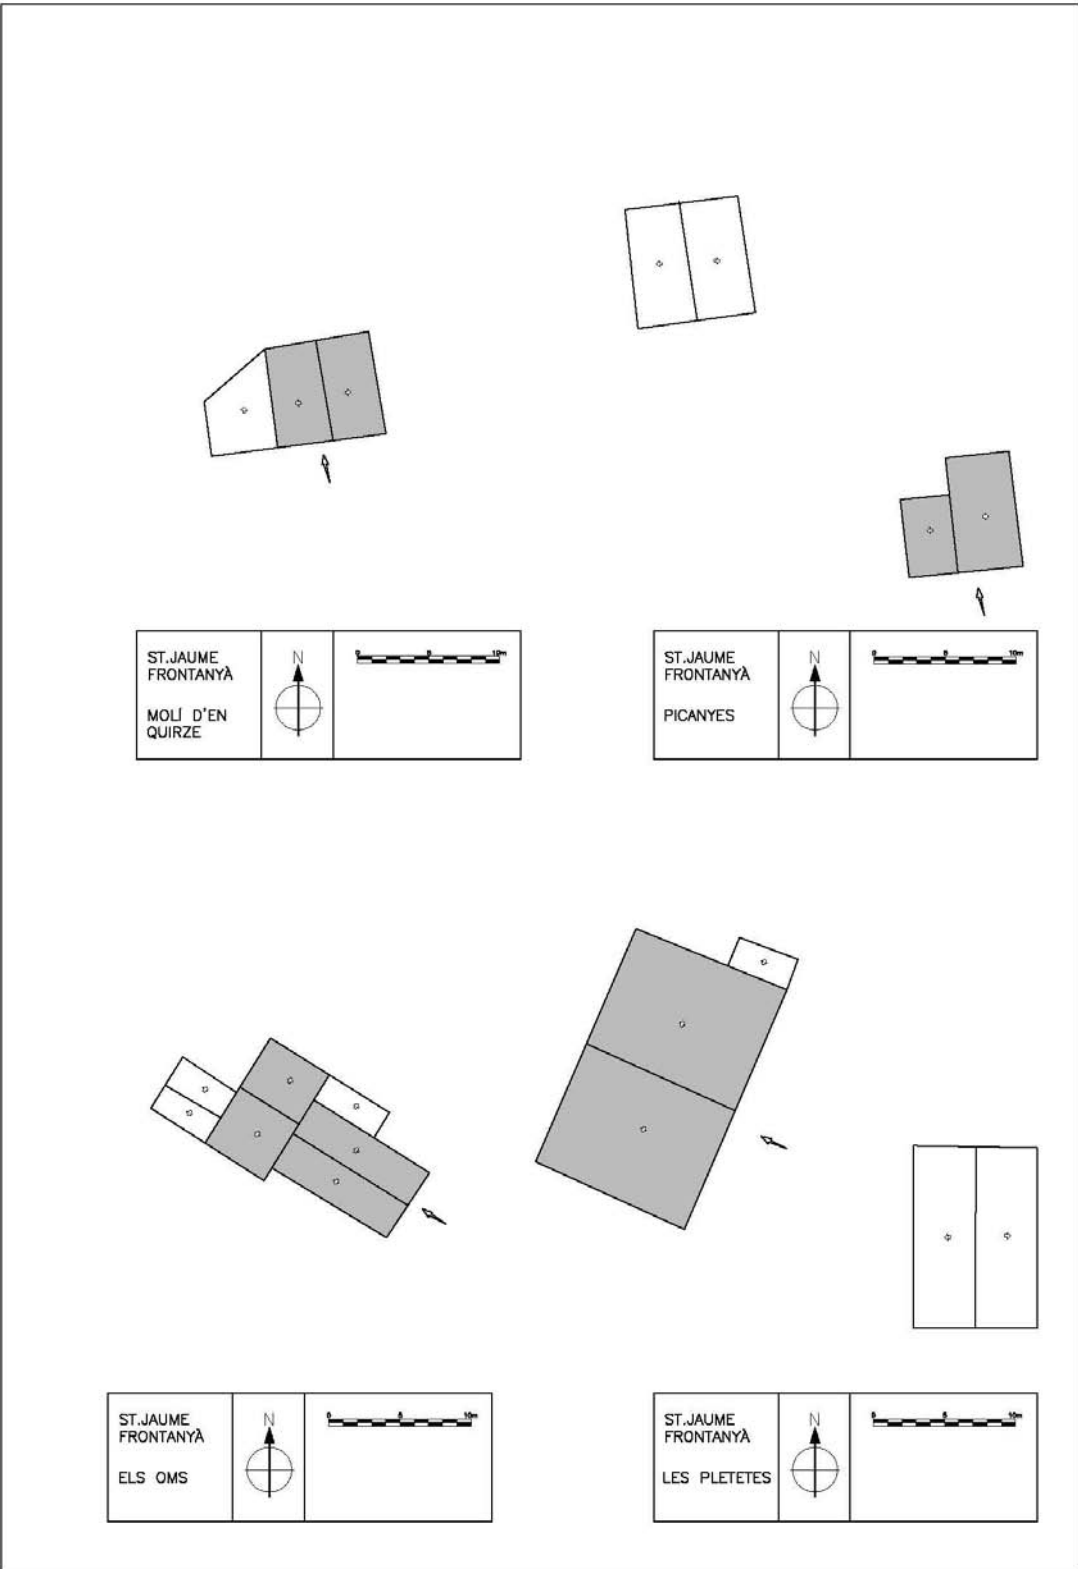 ST.JAUME
FRONTANYÀ
MOLÍ D'EN
QUIRZE
N
0 5 10m
ST.JAUME
FRONTANYÀ
PICANYES
N
0 5 10m
ST.JAUME
FRONTANYÀ
ELS OMS
N
0 5 10m
ST.JAUME
FRONTANYÀ
LES PLETETES
N
0 5 10m